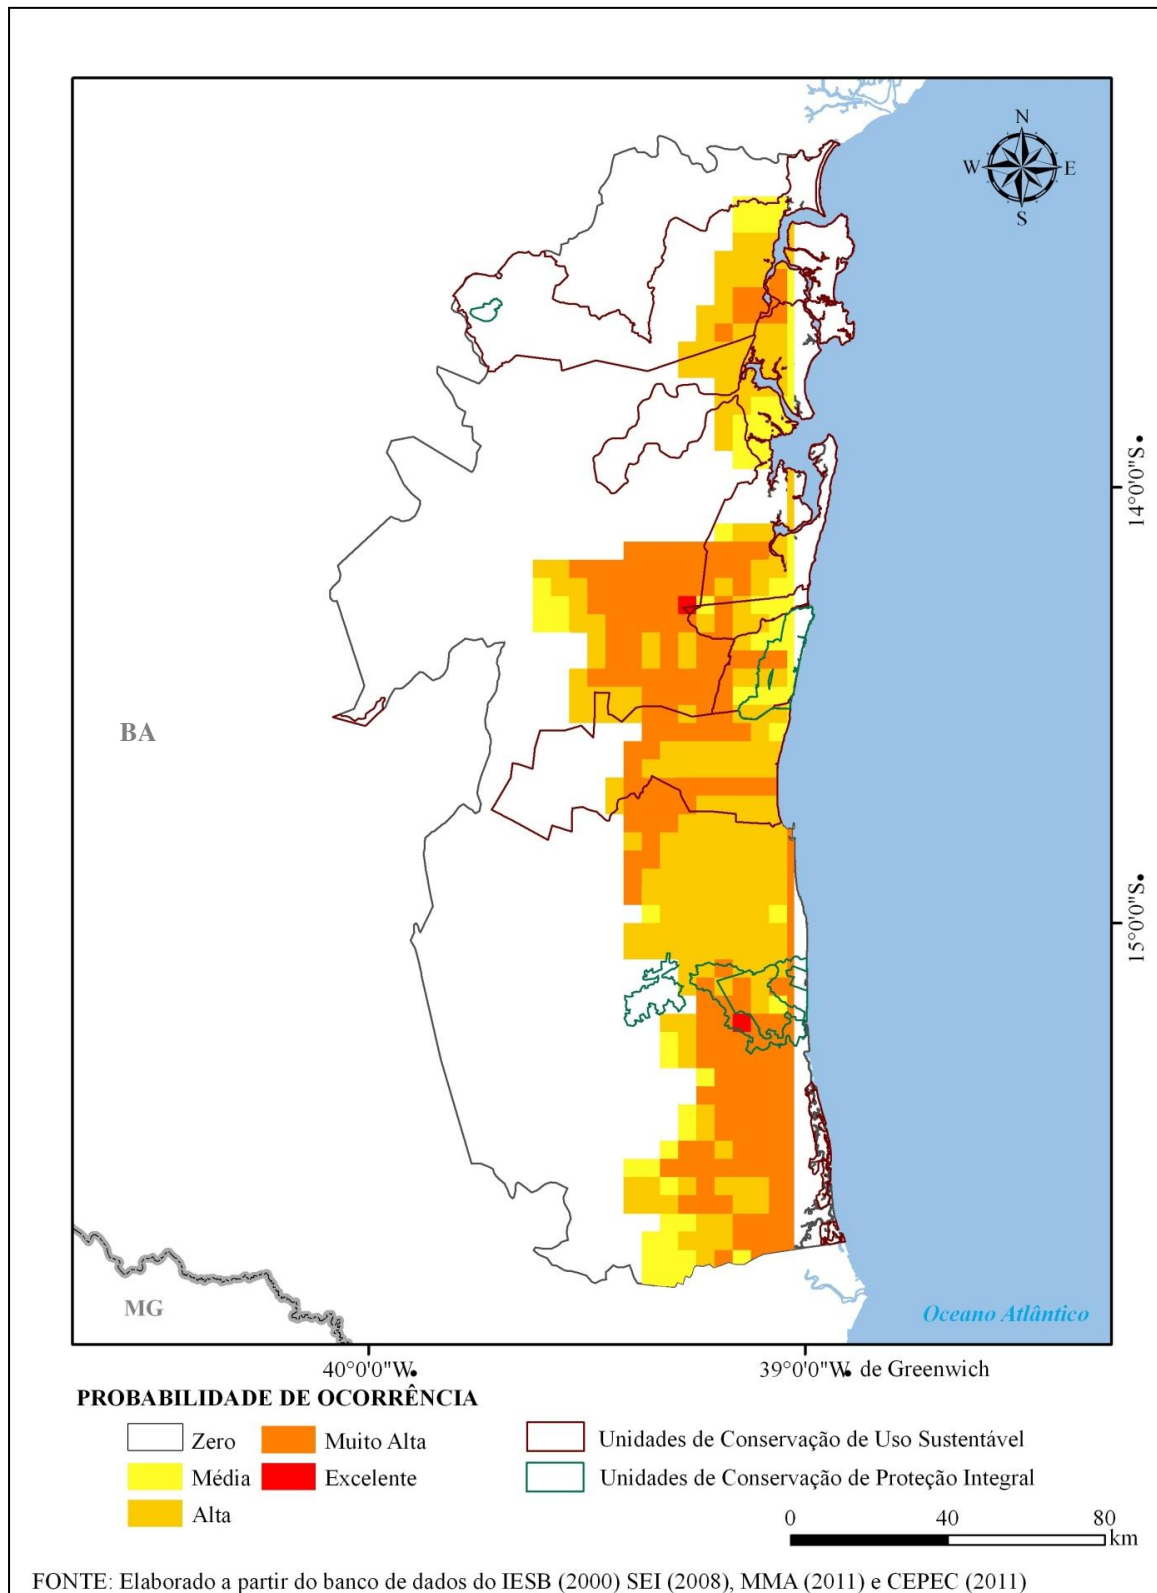 N
W E
S
14°0'0"S
BA
15°0'0"S
MG
Oceano Atlântico
40°0'0"W 39°0'0"W de Greenwich
PROBABILIDADE DE OCORRÊNCIA
Zero Muito Alta Unidades de Conservação de Uso Sustentável
Média Excelente Unidades de Conservação de Proteção Integral
Alta
0 40 80
km
FONTE: Elaborado a partir do banco de dados do IESB (2000) SEI (2008), MMA (2011) e CEPEC (2011)